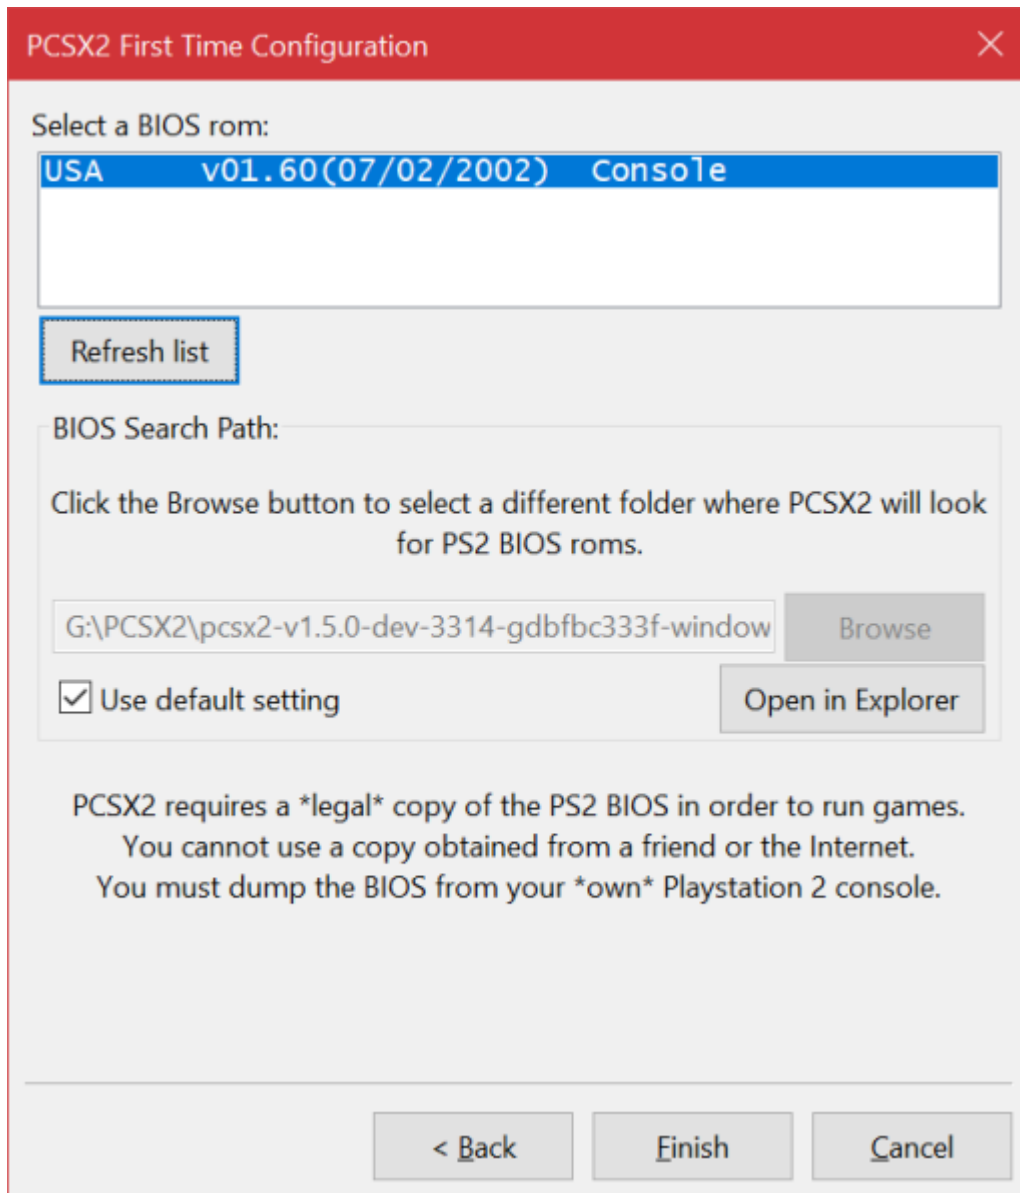 PCSX2 First Time Configuration
Select a BIOS rom:
USA v01.60(07/02/2002) Console
Refresh list
BIOS Search Path:
Click the Browse button to select a different folder where PCSX2 will look
for PS2 BIOS roms.
G:\PCSX2\pcsx2-v1.5.0-dev-3314-gdbfbc333f-window
Browse
Use default setting
Open in Explorer
PCSX2 requires a *legal* copy of the PS2 BIOS in order to run games.
You cannot use a copy obtained from a friend or the Internet.
You must dump the BIOS from your *own* Playstation 2 console.
< Back
Finish
Cancel